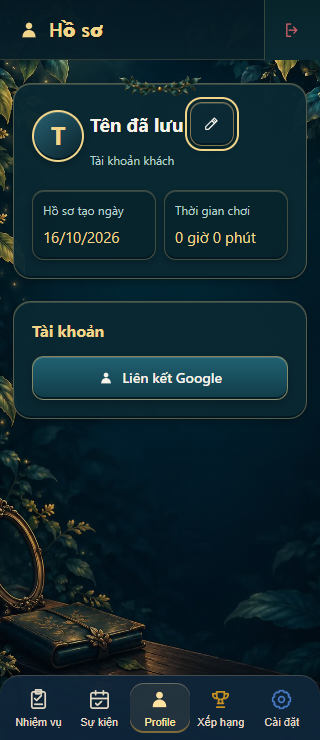 Hồ sơ
T
Tên đã lưu
Tài khoản khách
Hồ sơ tạo ngày
16/10/2026
Thời gian chơi
0 giờ 0 phút
Tài khoản
Liên kết Google
Nhiệm vụ
Sự kiện
Profile
Xếp hạng
Cài đặt